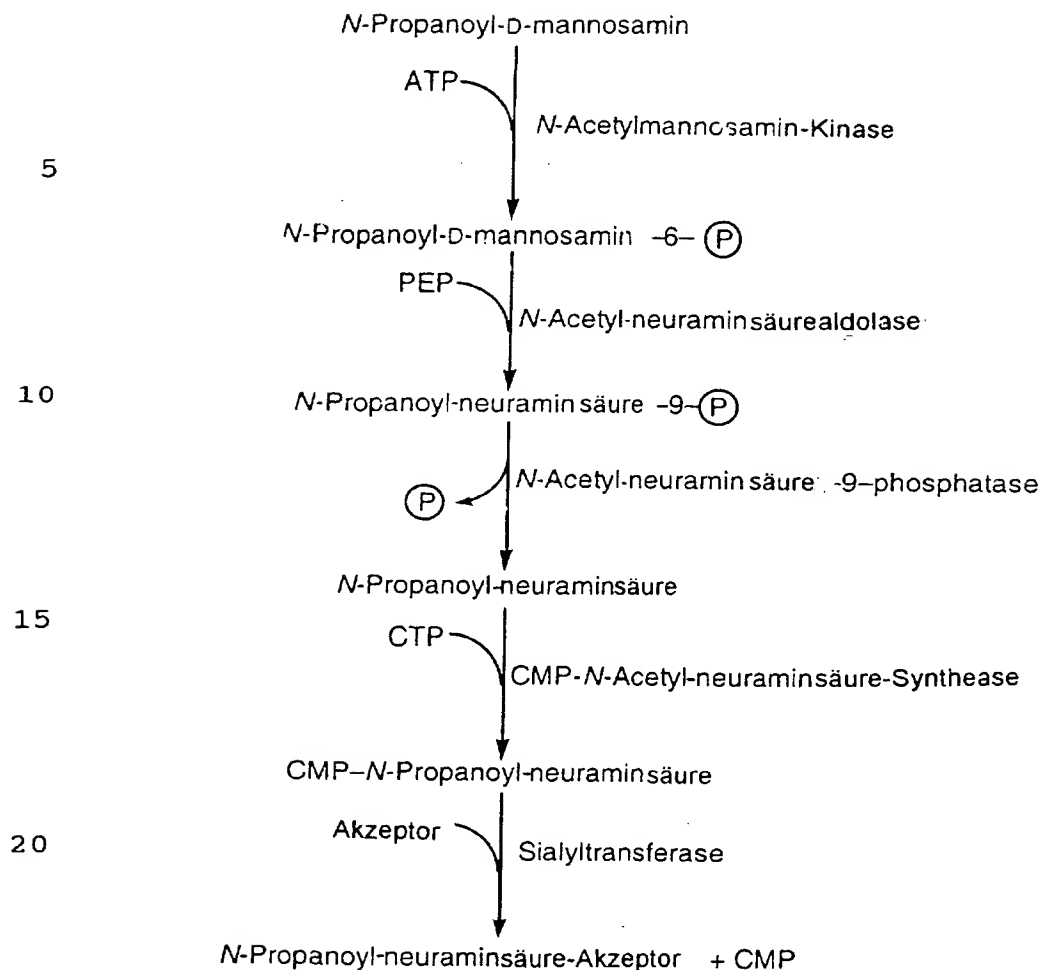 N-Propanoyl-D-mannosamin
ATP
N-Acetylmannosamin-Kinase
5
N-Propanoyl-D-mannosamin -6- P
PEP
N-Acetyl-neuraminsäurealdolase
10
N-Propanoyl-neuraminsäure -9- P
N-Acetyl-neuraminsäure -9-phosphatase
P
N-Propanoyl-neuraminsäure
15
CTP
CMP-N-Acetyl-neuraminsäure-Synthease
CMP-N-Propanoyl-neuraminsäure
Akzeptor
20
Sialyltransferase
N-Propanoyl-neuraminsäure-Akzeptor + CMP